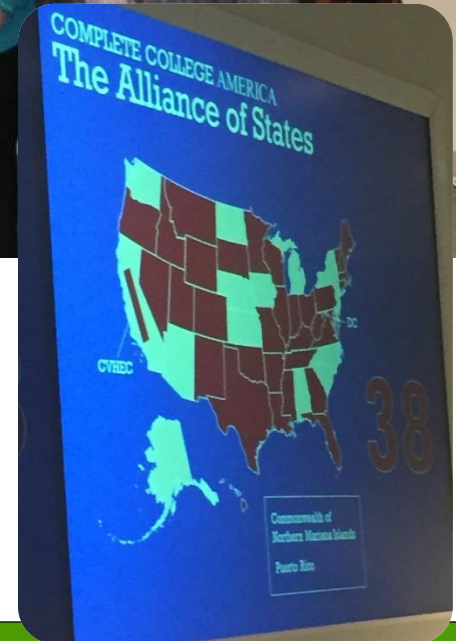 COMPLETE COLLEGE AMERICA
The Alliance of States
DC
CVHEC
38
Commonwealth of
Northern Mariana Islands
Puerto Rico